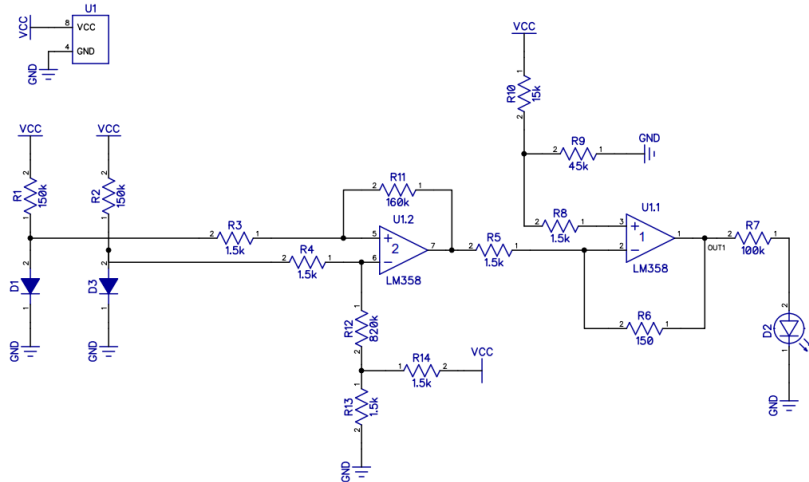 U1
VCC
8
VCC
4
GND
GND
VCC
1
R10
15k
2
R9
2
1
45k
GND
VCC
VCC
2
R1
150k
1
2
R2
150k
1
R11
2
1
160k
U1.2
R3
2
1
1.5k
5
+
2
7
6
−
LM358
R4
2
1
1.5k
R5
2
1
1.5k
R8
2
1
1.5k
U1.1
3
+
1
1
2
−
LM358
OUT1
R7
2
1
100k
R6
2
1
150
2
D1
1
GND
2
D3
1
GND
1
R12
820k
2
R14
1
2
1.5k
VCC
1
R13
1.5k
2
GND
2
D2
1
GND